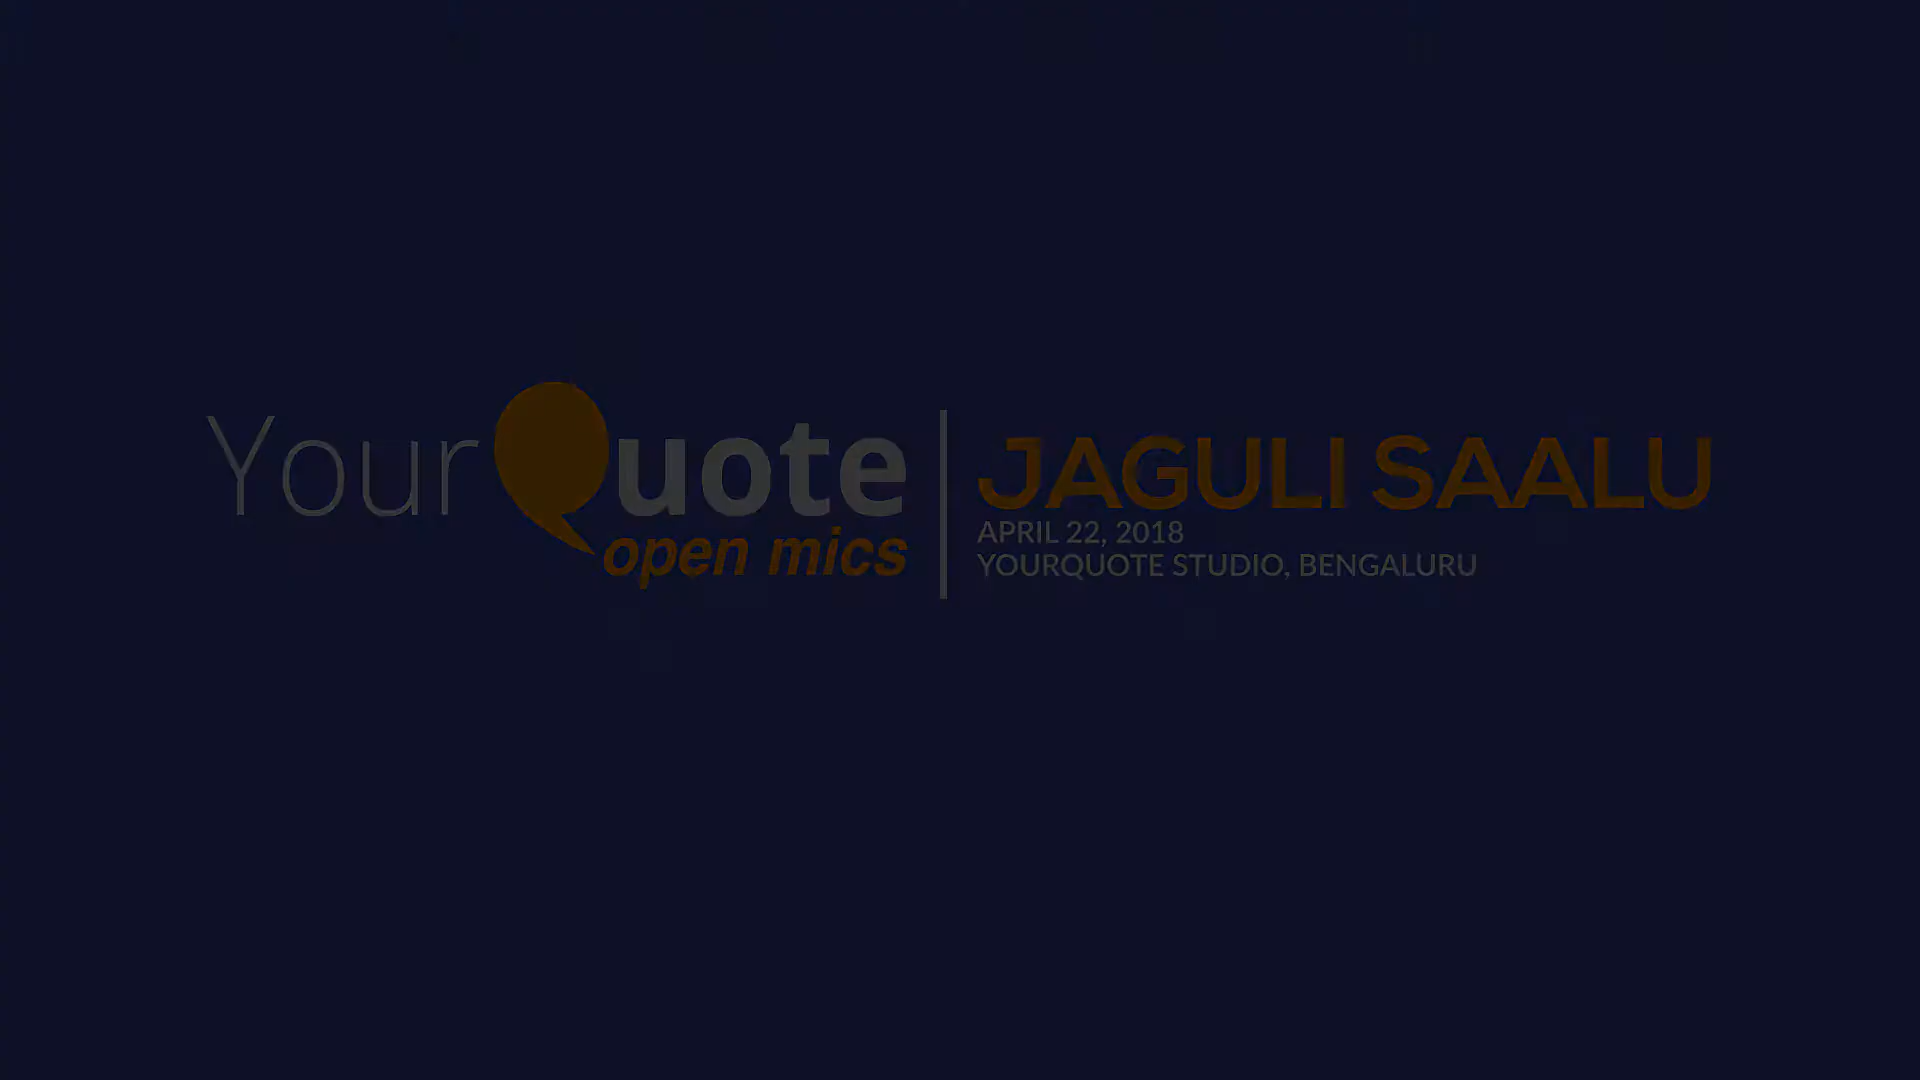 YourQuote
open mics
JAGULI SAALU
APRIL 22, 2018
YOURQUOTE STUDIO, BENGALURU